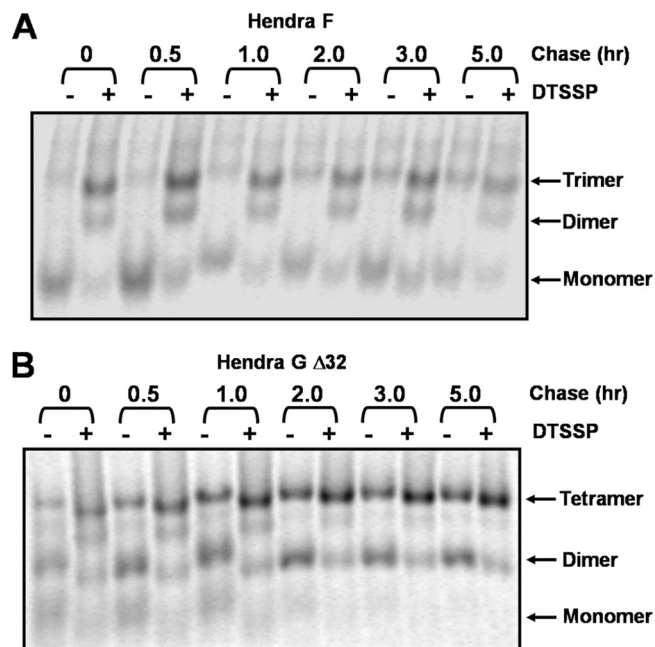 A
Hendra F
0 0.5 1.0 2.0 3.0 5.0 Chase (hr)
- + - + - + - + - + - + DTSSP
Trimer
Dimer
Monomer
B
Hendra G Δ32
0 0.5 1.0 2.0 3.0 5.0 Chase (hr)
- + - + - + - + - + - + DTSSP
Tetramer
Dimer
Monomer